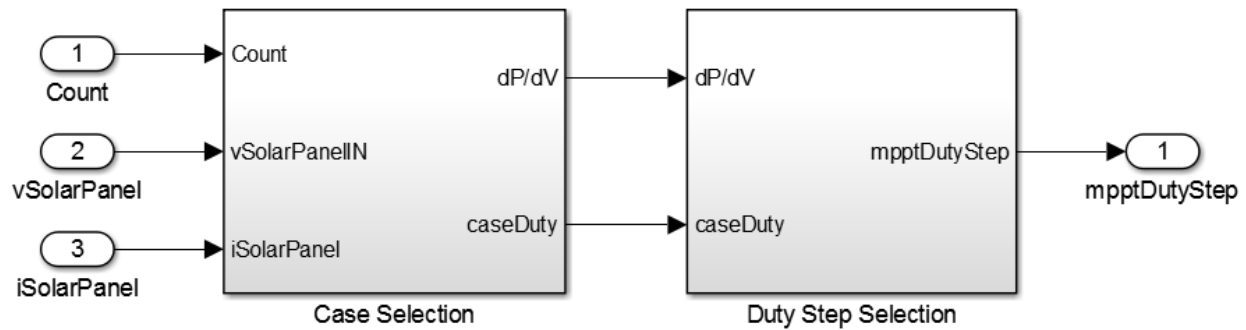 1
Count
2
vSolarPanel
3
iSolarPanel
Count
vSolarPanelIN
iSolarPanel
dP/dV
caseDuty
Case Selection
dP/dV
caseDuty
mpptDutyStep
Duty Step Selection
1
mpptDutyStep